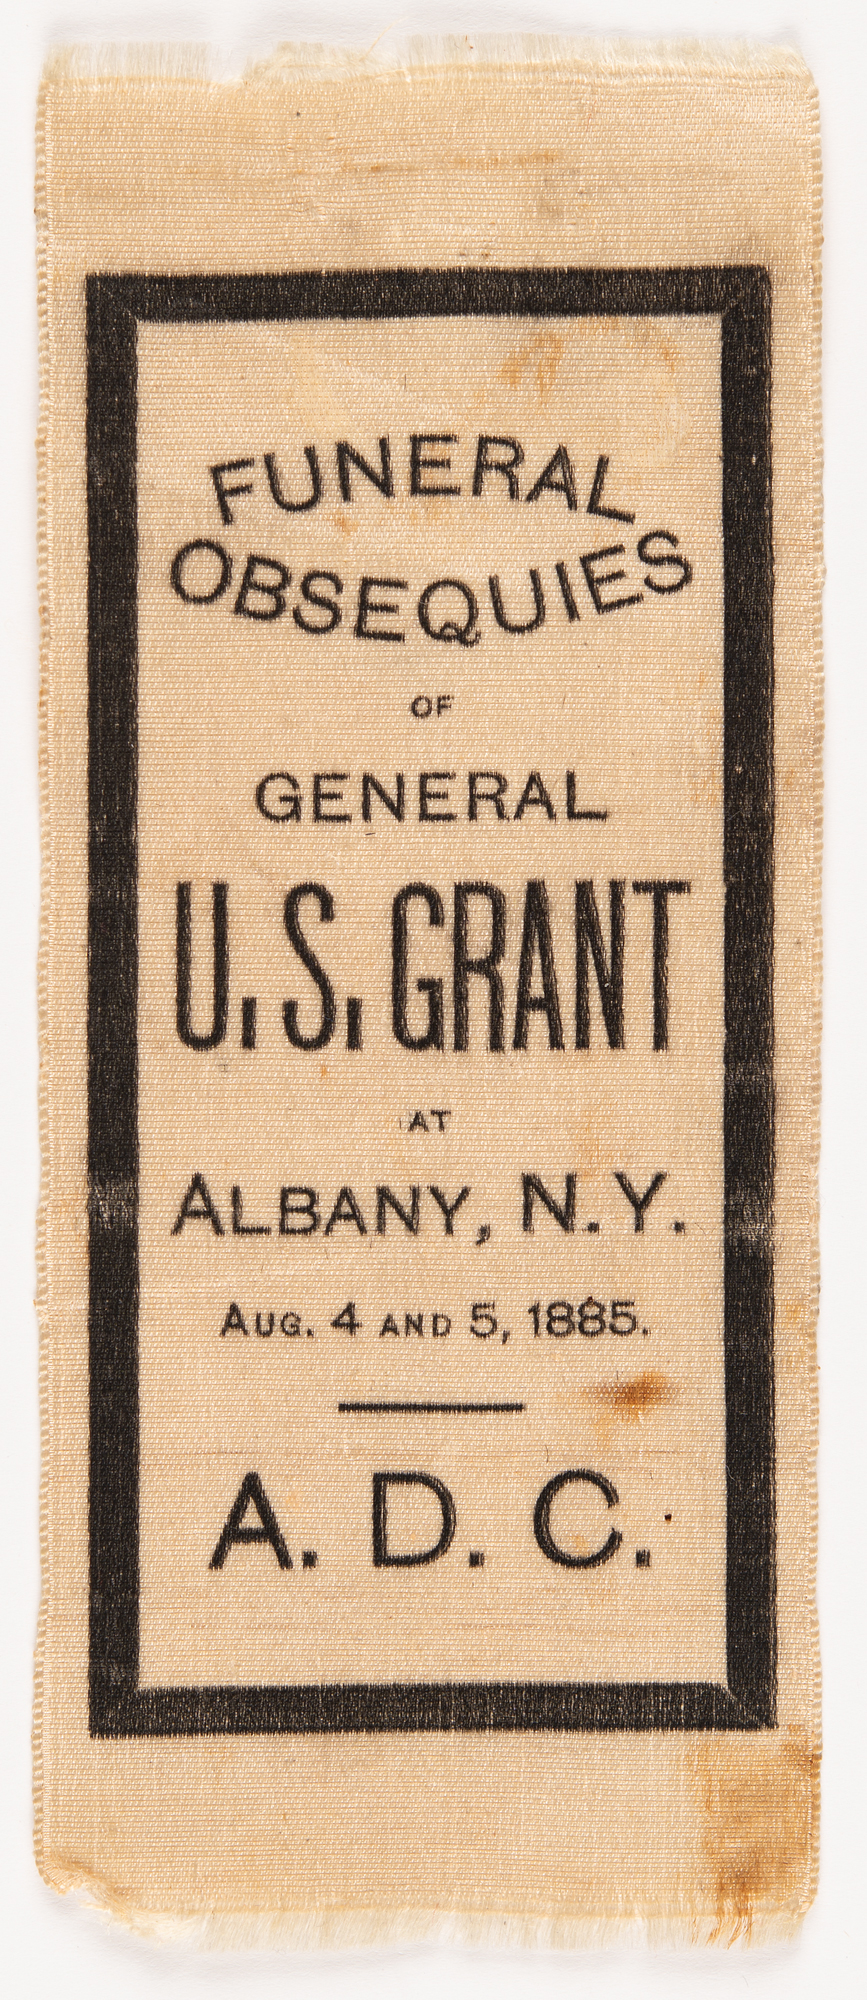 FUNERAL
OBSEQUIES
OF
GENERAL
U.S. GRANT
AT
ALBANY, N.Y.
AUG. 4 AND 5, 1885.
A. D. C.